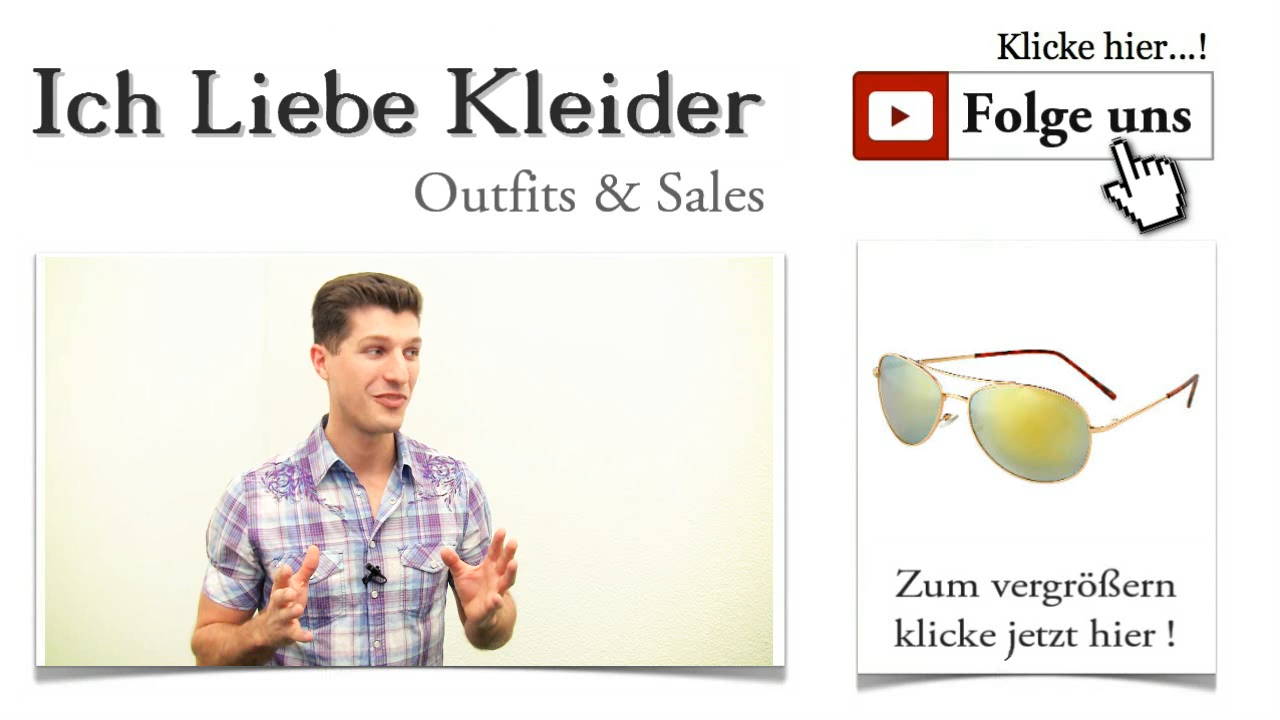 Ich Liebe Kleider
Outfits & Sales
Klicke hier...!
Folge uns
Zum vergrößern
klicke jetzt hier !